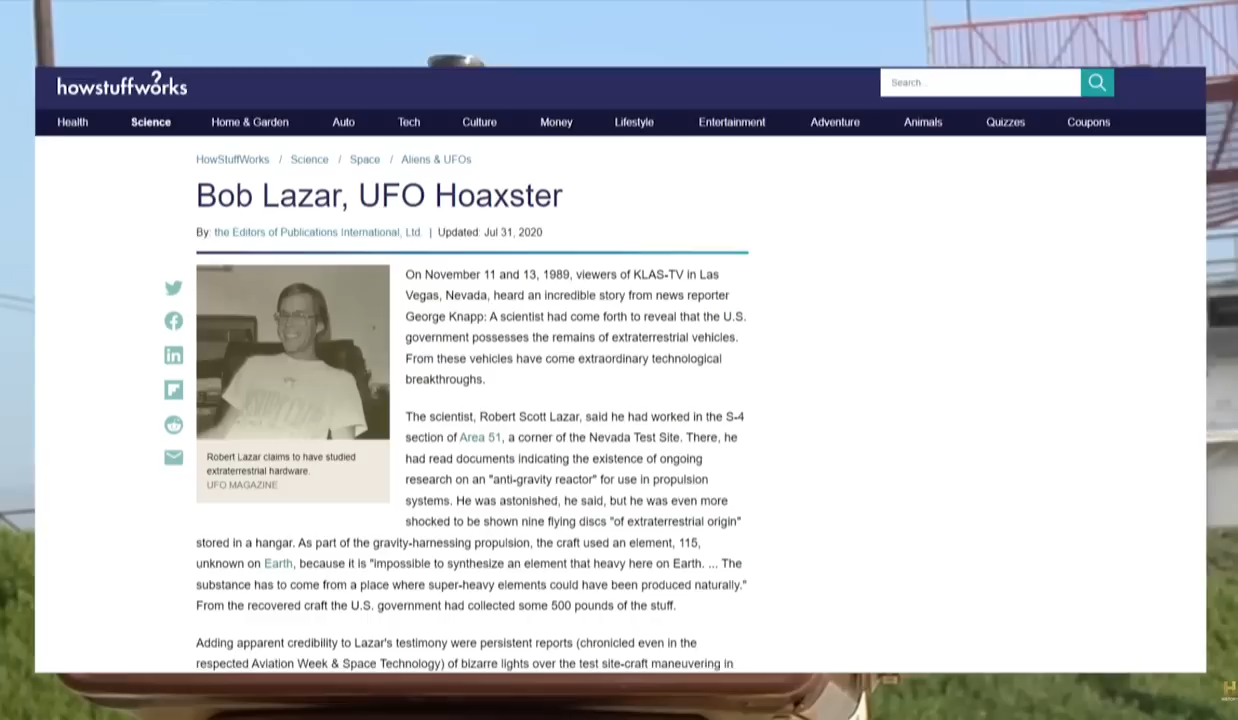 howstuffworks
Search
Health Science Home & Garden Auto Tech Culture Money Lifestyle Entertainment Adventure Animals Quizzes Coupons
HowStuffWorks / Science / Space / Aliens & UFOs
Bob Lazar, UFO Hoaxster
By: the Editors of Publications International, Ltd. | Updated: Jul 31, 2020
On November 11 and 13, 1989, viewers of KLAS-TV in Las
Vegas, Nevada, heard an incredible story from news reporter
George Knapp: A scientist had come forth to reveal that the U.S.
government possesses the remains of extraterrestrial vehicles.
From these vehicles have come extraordinary technological
breakthroughs.
The scientist, Robert Scott Lazar, said he had worked in the S-4
section of Area 51, a corner of the Nevada Test Site. There, he
had read documents indicating the existence of ongoing
research on an "anti-gravity reactor" for use in propulsion
systems. He was astonished, he said, but he was even more
shocked to be shown nine flying discs "of extraterrestrial origin"
stored in a hangar. As part of the gravity-harnessing propulsion, the craft used an element, 115,
unknown on Earth, because it is "impossible to synthesize an element that heavy here on Earth. ... The
substance has to come from a place where super-heavy elements could have been produced naturally."
From the recovered craft the U.S. government had collected some 500 pounds of the stuff.
Adding apparent credibility to Lazar's testimony were persistent reports (chronicled even in the
respected Aviation Week & Space Technology) of bizarre lights over the test site-craft maneuvering in
Robert Lazar claims to have studied
extraterrestrial hardware.
UFO MAGAZINE
H